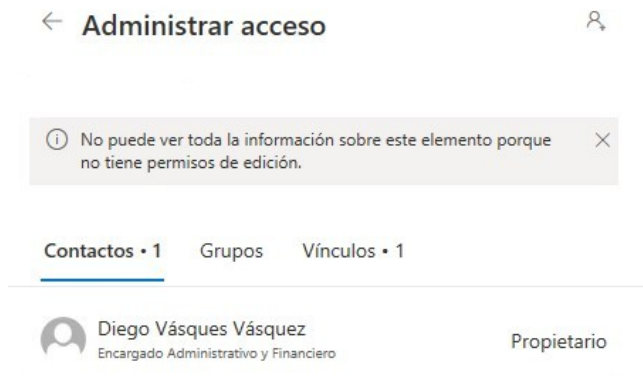 Administrar acceso
No puede ver toda la información sobre este elemento porque
no tiene permisos de edición.
Contactos • 1 Grupos Vínculos • 1
Diego Vásques Vásquez
Encargado Administrativo y Financiero
Propietario